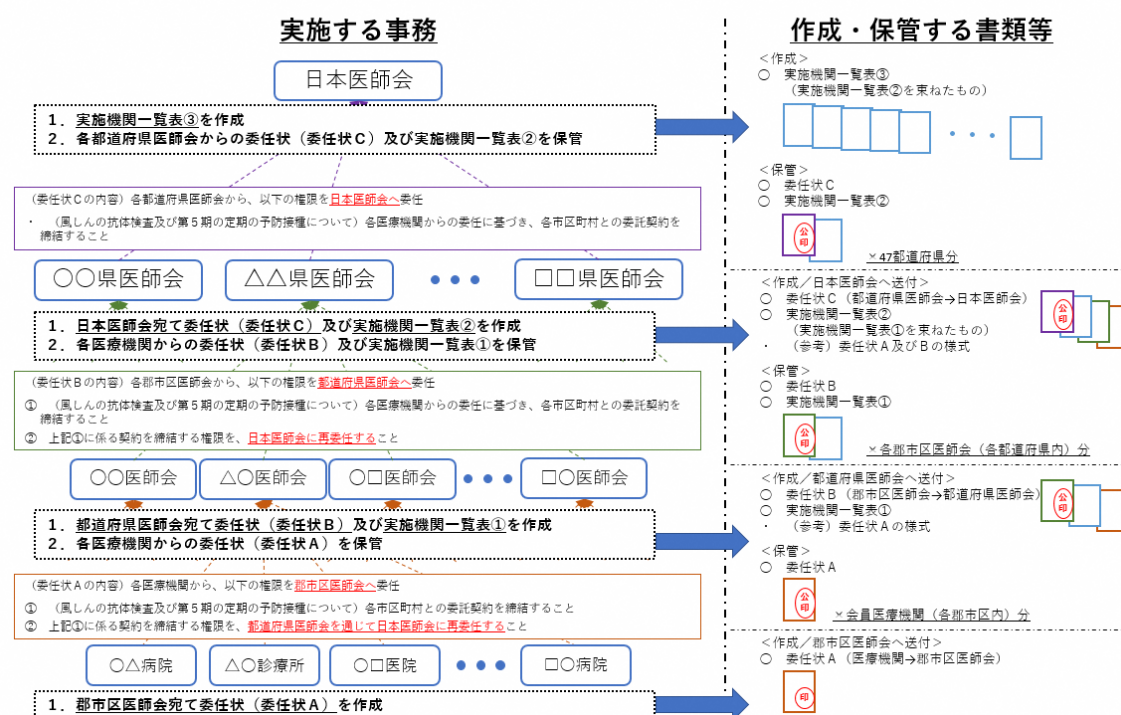 実施する事務
日本医師会
1．実施機関一覧表③を作成
2．各都道府県医師会からの委任状（委任状Ｃ）及び実施機関一覧表②を保管
（委任状Ｃの内容）各都道府県医師会から、以下の権限を日本医師会へ委任
・　（風しんの抗体検査及び第５期の定期の予防接種について）各医療機関からの委任に基づき、各市区町村との委託契約を
締結すること
〇〇県医師会
△△県医師会
●●●
□□県医師会
1．日本医師会宛て委任状（委任状Ｃ）及び実施機関一覧表②を作成
2．各医療機関からの委任状（委任状Ｂ）及び実施機関一覧表①を保管
（委任状Ｂの内容）各郡市区医師会から、以下の権限を都道府県医師会へ委任
①　（風しんの抗体検査及び第５期の定期の予防接種について）各医療機関からの委任に基づき、各市区町村との委託契約を
締結すること
②　上記①に係る契約を締結する権限を、日本医師会に再委任すること
〇〇医師会
△〇医師会
〇□医師会
●●●
□〇医師会
1．都道府県医師会宛て委任状（委任状Ｂ）及び実施機関一覧表①を作成
2．各医療機関からの委任状（委任状Ａ）を保管
（委任状Ａの内容）各医療機関から、以下の権限を郡市区医師会へ委任
①　（風しんの抗体検査及び第５期の定期の予防接種について）各市区町村との委託契約を締結すること
②　上記①に係る契約を締結する権限を、都道府県医師会を通じて日本医師会に再委任すること
〇△病院
△〇診療所
〇□医院
●●●
□〇病院
1．郡市区医師会宛て委任状（委任状Ａ）を作成
作成・保管する書類等
＜作成＞
〇　実施機関一覧表③
（実施機関一覧表②を束ねたもの）
・・・
＜保管＞
〇　委任状Ｃ
〇　実施機関一覧表②
公印
×47都道府県分
＜作成／日本医師会へ送付＞
〇　委任状Ｃ（都道府県医師会→日本医師会）
〇　実施機関一覧表②
（実施機関一覧表①を束ねたもの）
・　（参考）委任状Ａ及びＢの様式
公印
＜保管＞
〇　委任状Ｂ
〇　実施機関一覧表①
公印
×各郡市区医師会（各都道府県内）分
＜作成／都道府県医師会へ送付＞
〇　委任状Ｂ（郡市区医師会→都道府県医師会）
〇　実施機関一覧表①
・　（参考）委任状Ａの様式
公印
＜保管＞
〇　委任状Ａ
公印
×会員医療機関（各郡市区内）分
＜作成／郡市区医師会へ送付＞
〇　委任状Ａ（医療機関→郡市区医師会）
印